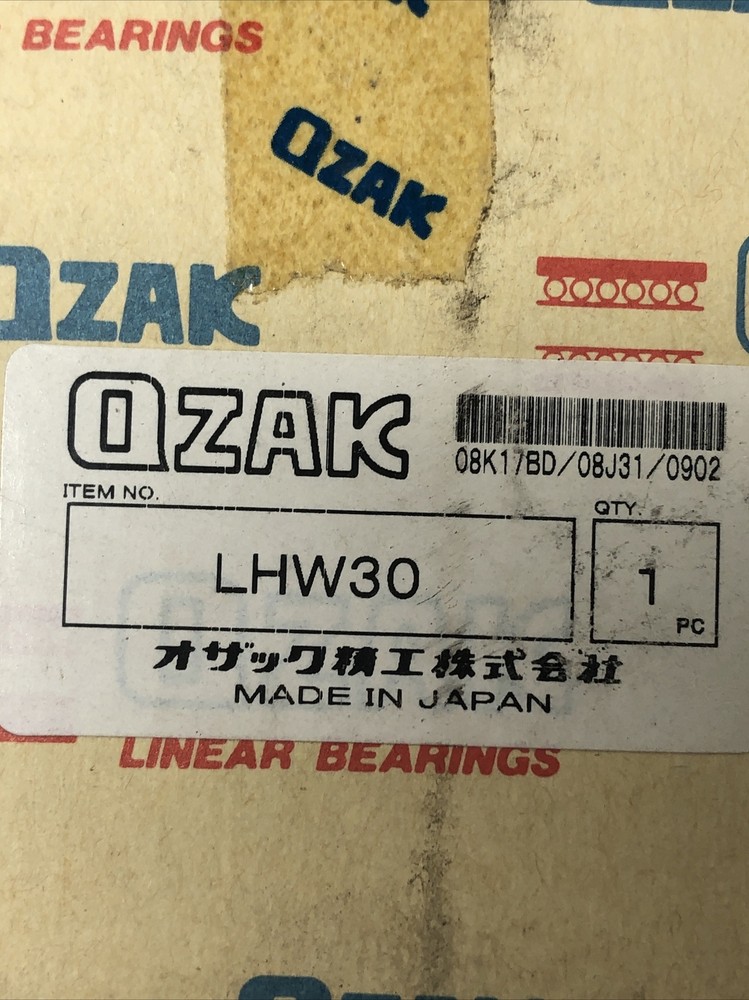 BEARINGS
OZAK
OZAK
OZAK
08K17BD/08J31/0902
ITEM NO.
QTY.
LHW30
1
PC
オザック精工株式会社
MADE IN JAPAN
LINEAR BEARINGS